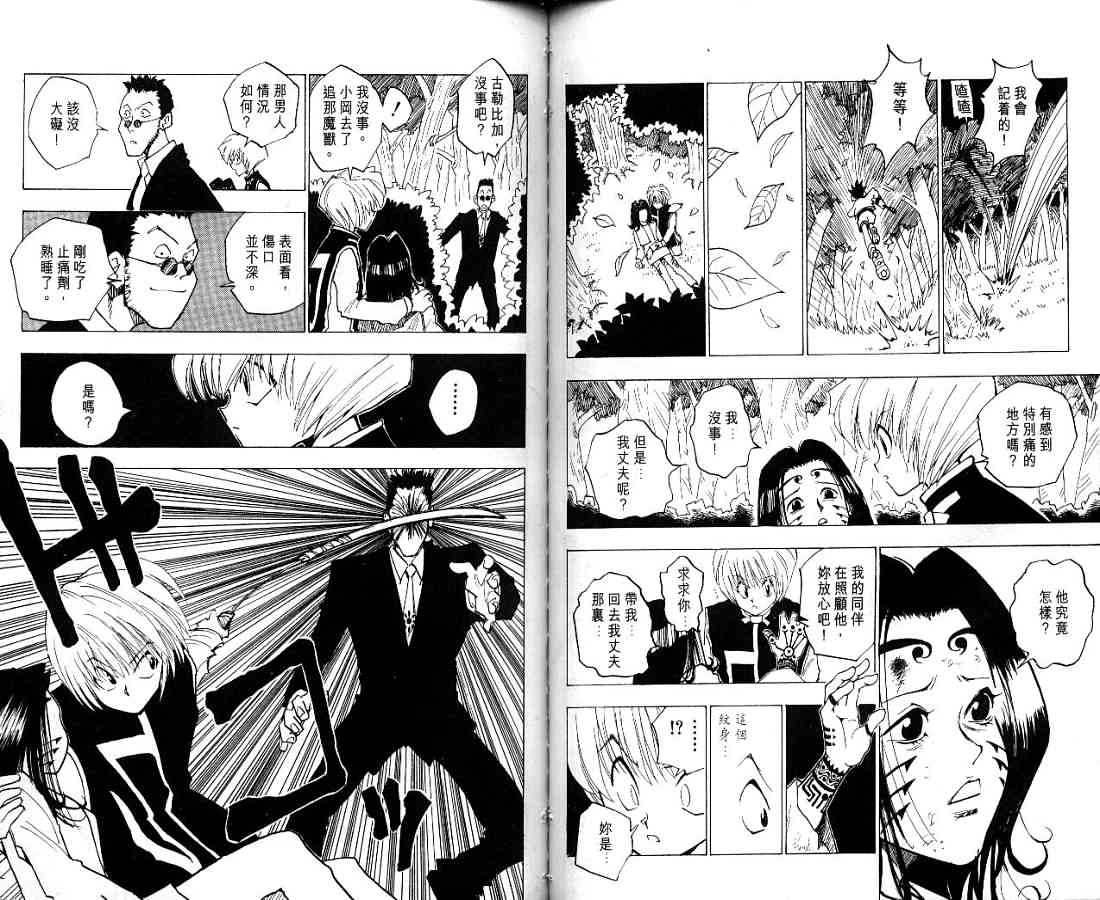 我會
記着的！
喳喳
等等！
有感到
特別痛的
地方嗎？
我…
沒事！
但是…
我丈夫呢？
他究竟
怎樣？
我的同伴
在照顧他，
妳放心吧！
求求你…
帶我…
回去我丈夫
那裏…
這個
紋身…
!?
妳是…
古勒比加，
沒事吧？
！
我沒事。
小岡去了
追那魔獸。
那男人
情況
如何？
該沒
大礙！
表面看，
傷口
並不深。
剛吃了
止痛劑，
熟睡了。
……
是嗎？
ドガッ